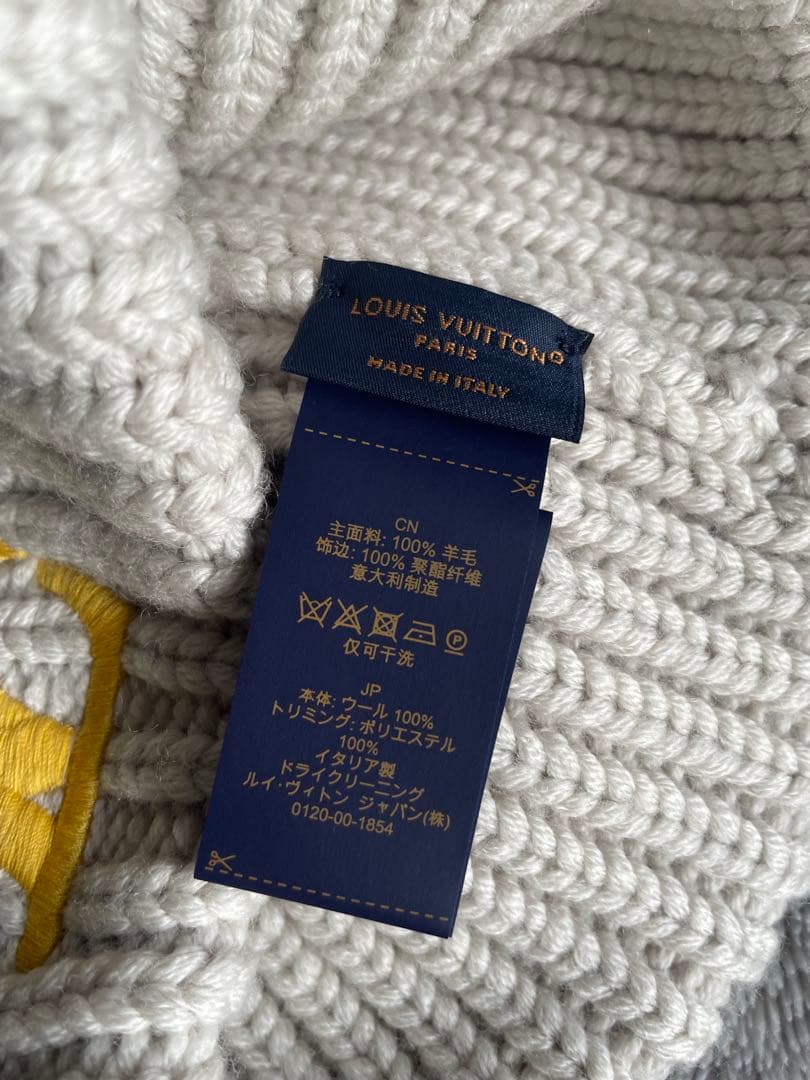 LOUIS VUITTON
PARIS
MADE IN ITALY
CN
主面料: 100% 羊毛
饰边: 100% 聚酯纤维
意大利制造
P
仅可干洗
JP
本体: ウール 100%
トリミング: ポリエステル
100%
イタリア製
ドライクリーニング
ルイ・ヴィトン ジャパン(株)
0120-00-1854